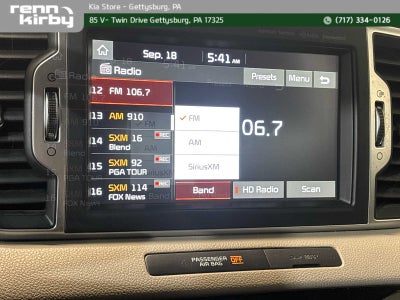 renn
kirby
Kia Store - Gettysburg, PA
85 V- Twin Drive Gettysburg, PA 17325
(717) 334-0126
Sep. 18
5:41 AM
Radio
Presets
Menu
12 FM 106.7
13 AM 910
14 SXM 16 REC
Blend
15 SXM 92 REC
PGA TOUR
16 SXM 114 REC
FOX News
FM
AM
SiriusXM
06.7
Band
HD Radio
Scan
PASSENGER
AIR BAG
OFF